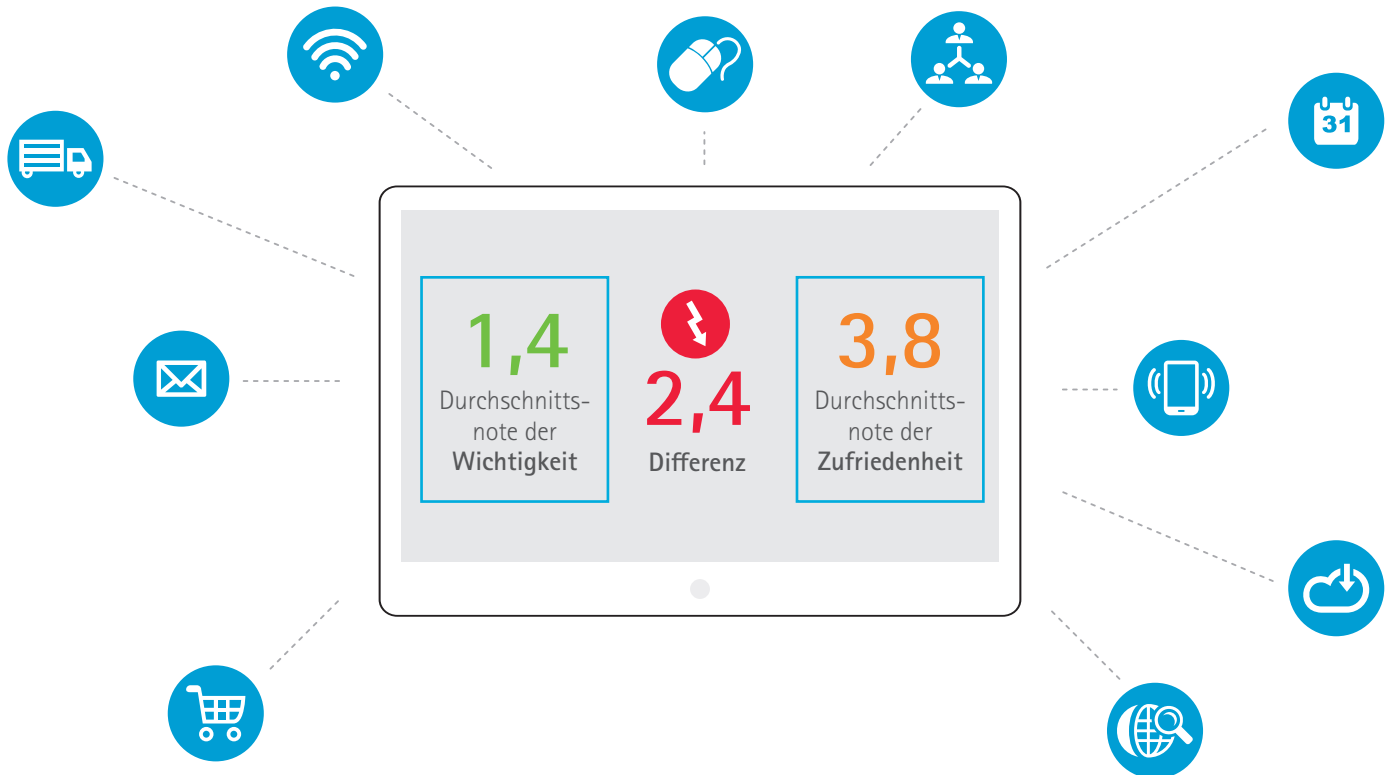 31
1,4
Durchschnitts-
note der
Wichtigkeit
2,4
Differenz
3,8
Durchschnitts-
note der
Zufriedenheit